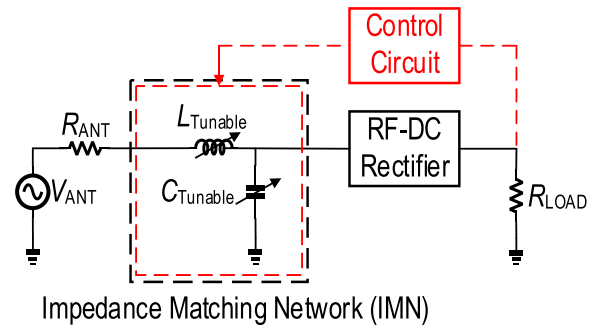 Control
Circuit
LTunable
RANT
RF-DC
Rectifier
CTunable
VANT
RLOAD
Impedance Matching Network (IMN)